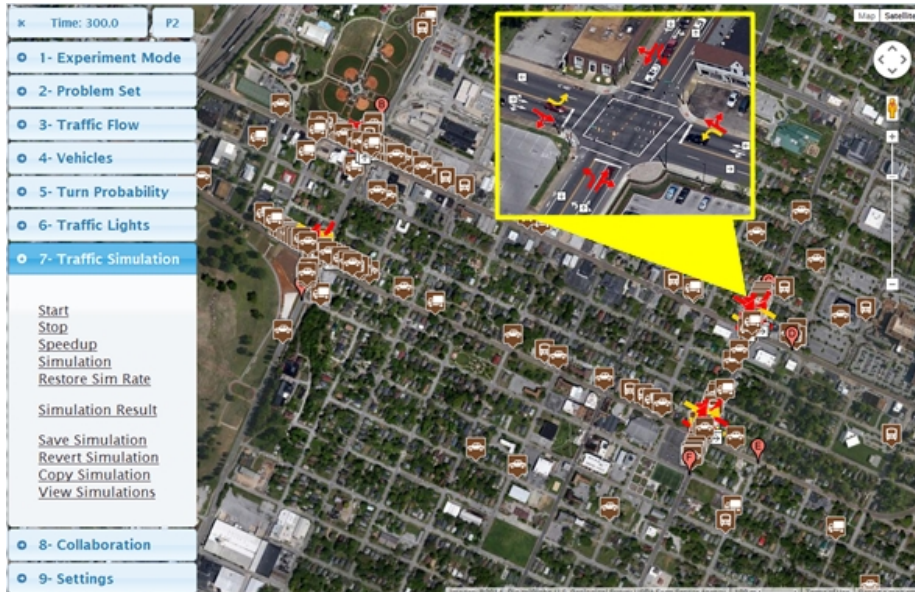 Time: 300.0
P2
Map
Satellite
1- Experiment Mode
2- Problem Set
3- Traffic Flow
4- Vehicles
5- Turn Probability
6- Traffic Lights
7- Traffic Simulation
Start
Stop
Speedup
Simulation
Restore Sim Rate
Simulation Result
Save Simulation
Revert Simulation
Copy Simulation
View Simulations
8- Collaboration
9- Settings
B
E
F